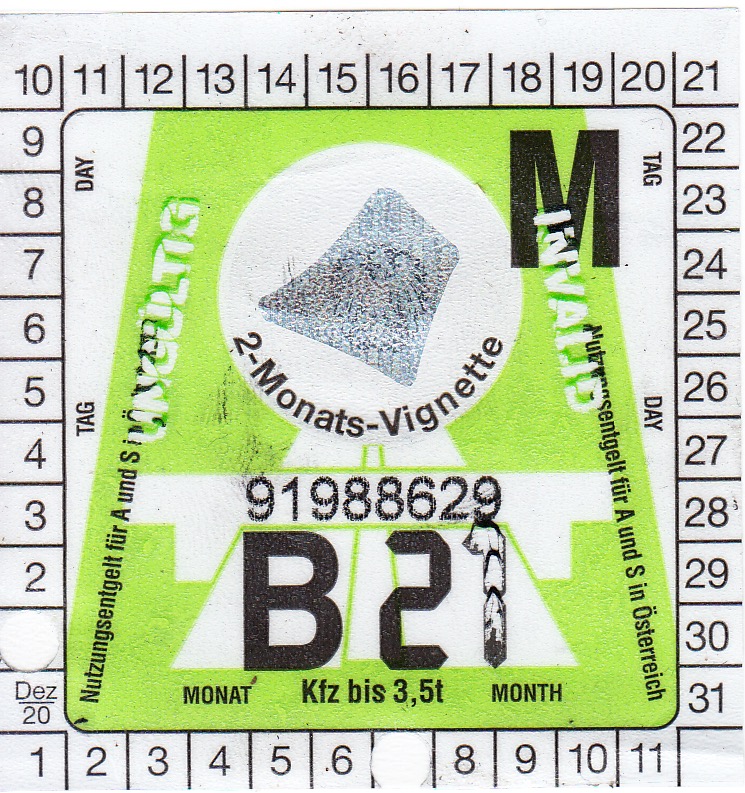 10 11 12 13 14 15 16 17 18 19 20 21
9
8
7
6
5
4
3
2
Dez
20
22
23
24
25
26
27
28
29
30
31
1 2 3 4 5 6 8 9 10 11
DAY
TAG
TAG
DAY
M
UNGÜLTIG
INVALID
2-Monats-Vignette
91988629
B 21
MONAT Kfz bis 3,5t MONTH
Nutzungsentgelt für A und S in
Nutzungsentgelt für A und S in Österreich